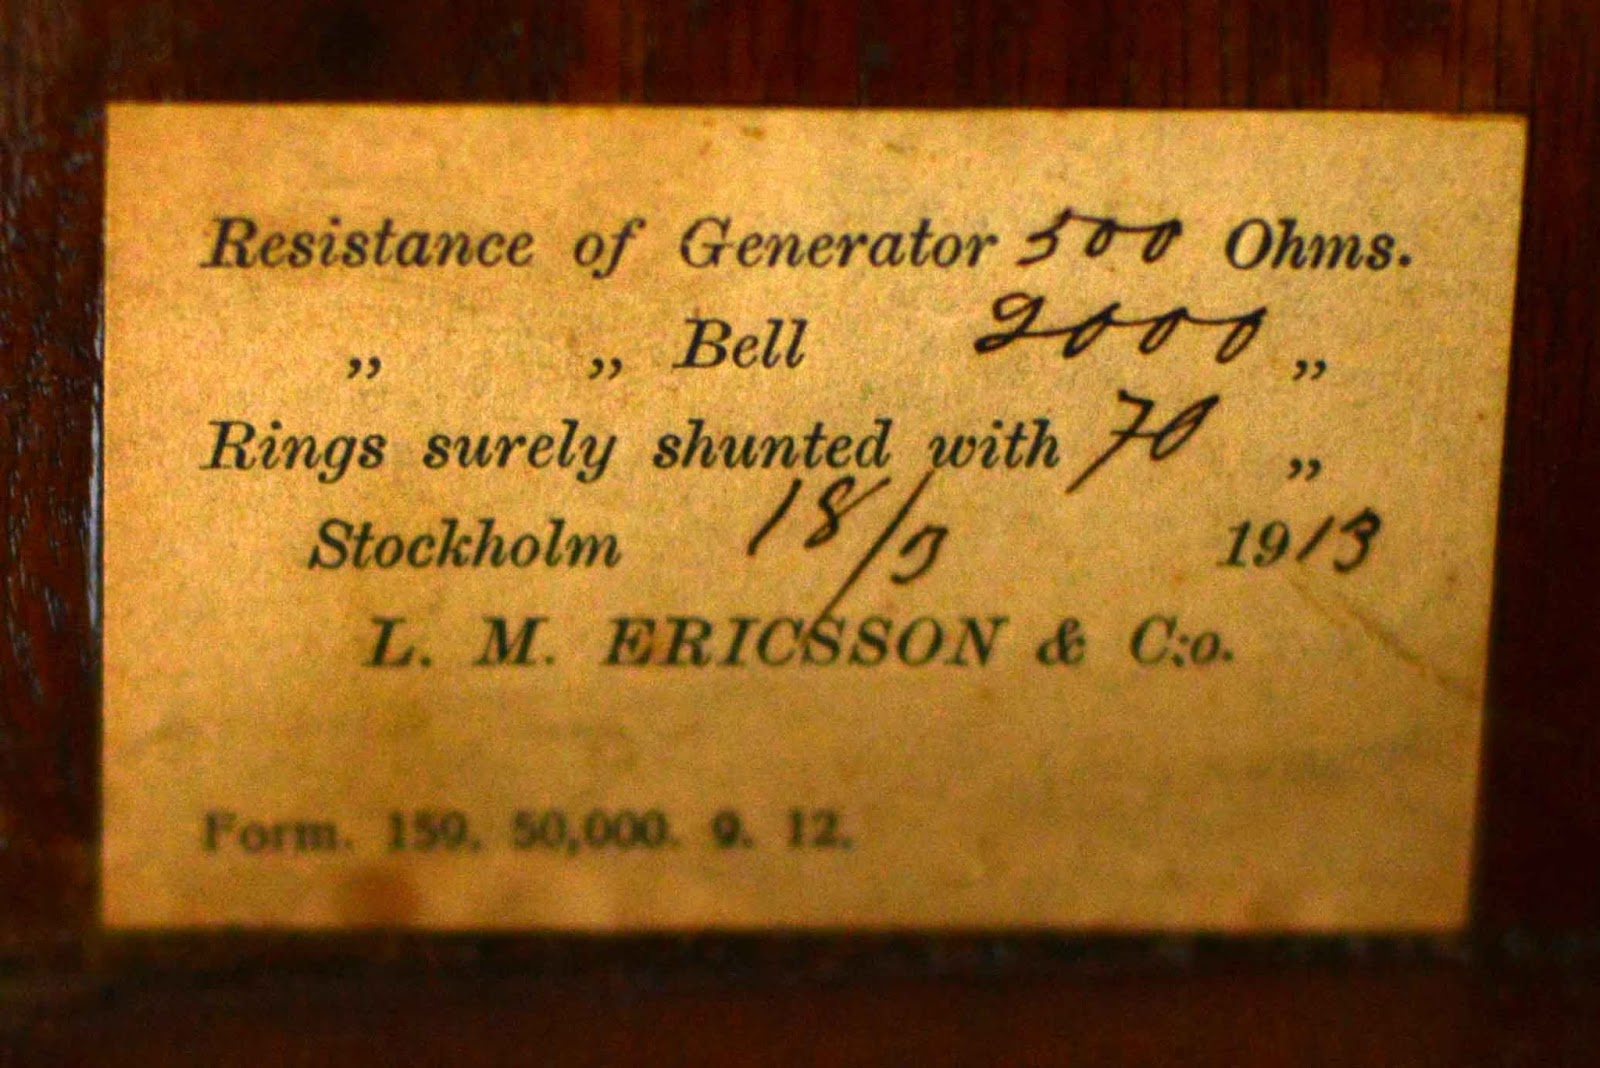 Resistance of Generator 500 Ohms.
„ „ Bell 2000 „
Rings surely shunted with 70 „
Stockholm 18/3 1913
L. M. ERICSSON & C:o.
Form. 159. 50,000. 9. 12.